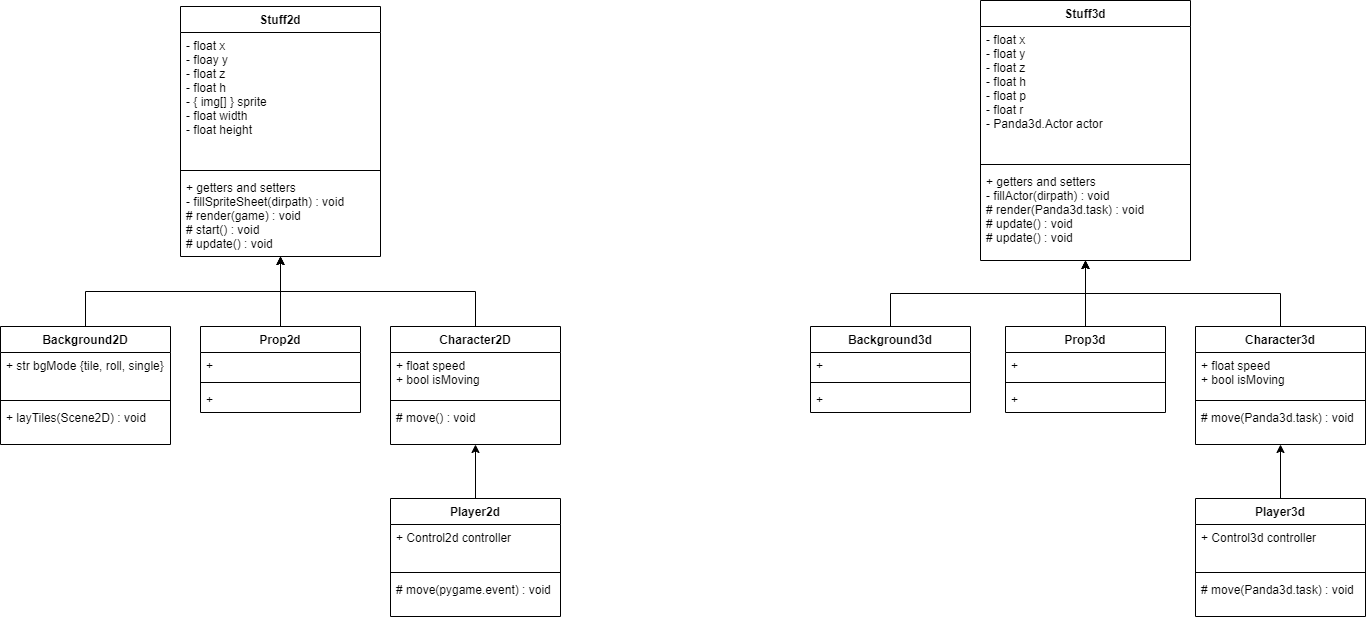 Stuff2d
- float x
- floay y
- float z
- float h
- { img[] } sprite
- float width
- float height
+ getters and setters
- fillSpriteSheet(dirpath) : void
# render(game) : void
# start() : void
# update() : void
Stuff3d
- float x
- float y
- float z
- float h
- float p
- float r
- Panda3d.Actor actor
+ getters and setters
- fillActor(dirpath) : void
# render(Panda3d.task) : void
# update() : void
# update() : void
Background2D
+ str bgMode {tile, roll, single}
+ layTiles(Scene2D) : void
Prop2d
+
+
Character2D
+ float speed
+ bool isMoving
# move() : void
Background3d
+
+
Prop3d
+
+
Character3d
+ float speed
+ bool isMoving
# move(Panda3d.task) : void
Player2d
+ Control2d controller
# move(pygame.event) : void
Player3d
+ Control3d controller
# move(Panda3d.task) : void